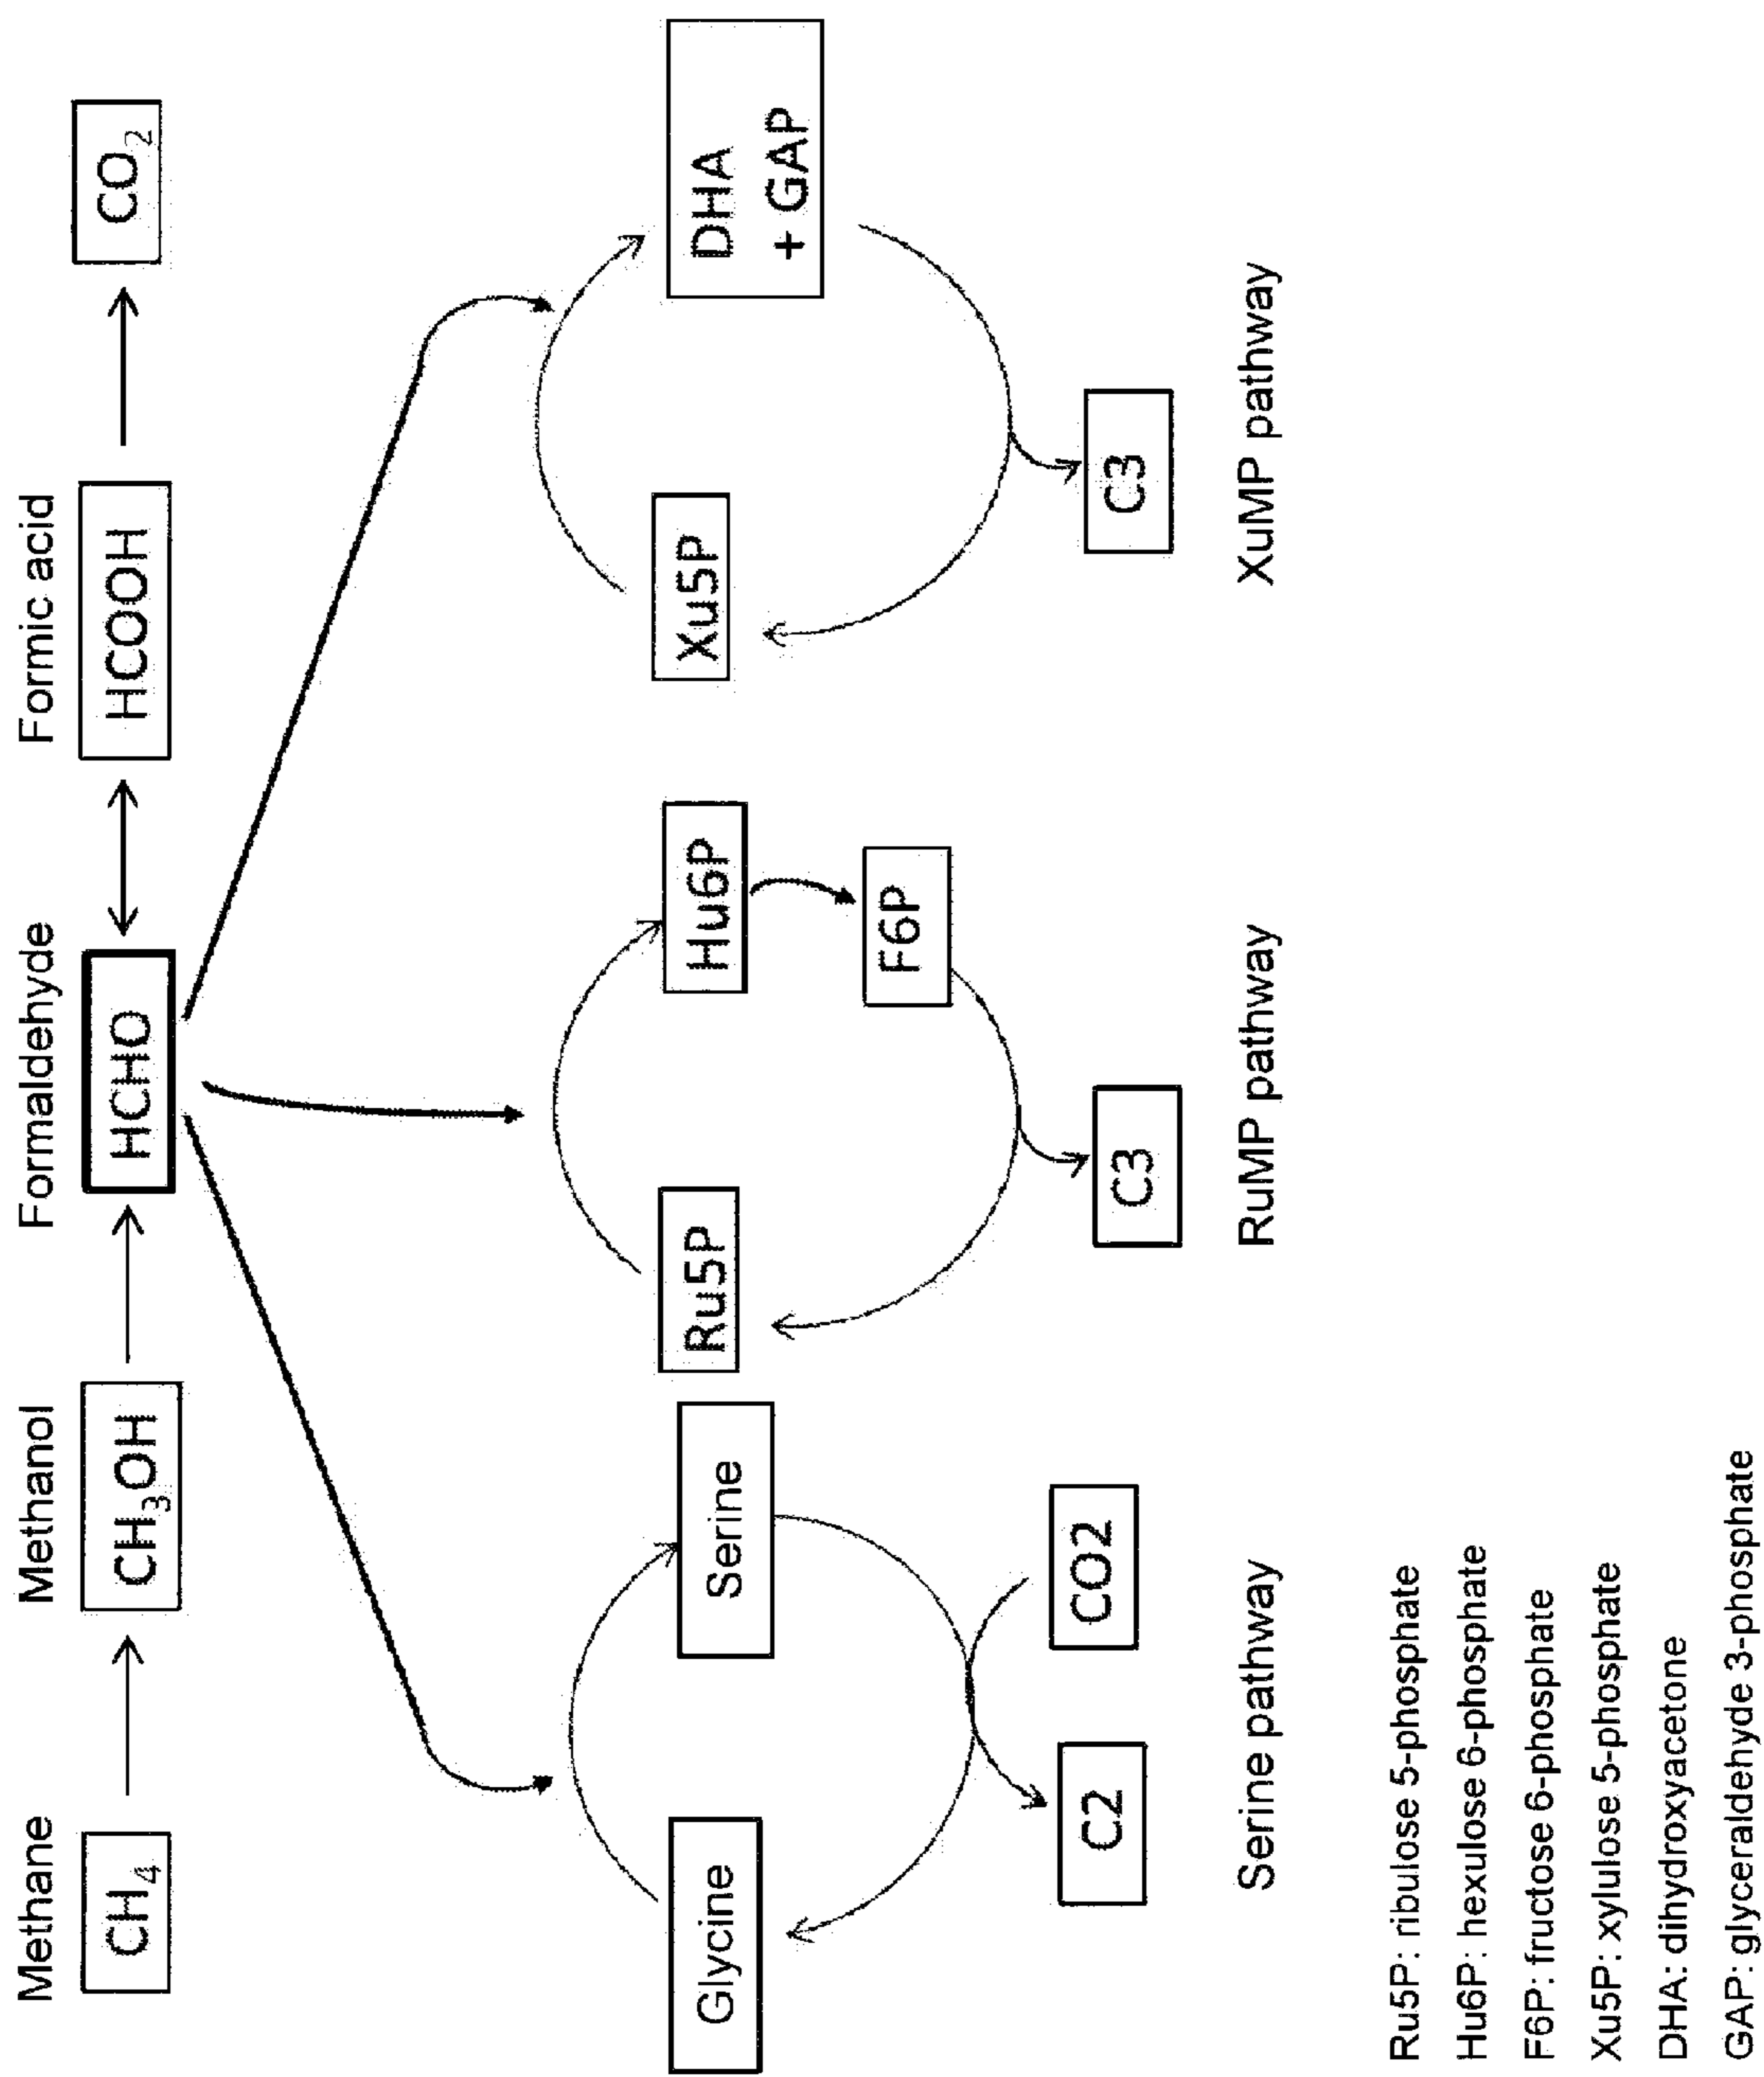 Methane Methanol Formaldehyde Formic acid
CH4 CH3OH HCHO HCOOH CO2
Glycine Serine Ru5P Hu6P Xu5P DHA
+ GAP
F6P
C2 CO2 C3 C3
Serine pathway RuMP pathway XuMP pathway
Ru5P: ribulose 5-phosphate
Hu6P: hexulose 6-phosphate
F6P: fructose 6-phosphate
Xu5P: xylulose 5-phosphate
DHA: dihydroxyacetone
GAP: glyceraldehyde 3-phosphate